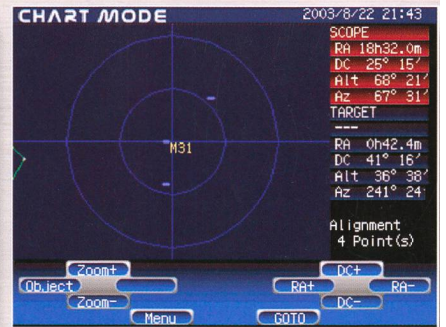 CHART MODE
2003/8/22 21:43
SCOPE
RA 18h32.0m
DC 25° 15′
Alt 68° 21′
Az 67° 31′
TARGET
---
RA 0h42.4m
DC 41° 16′
Alt 36° 38′
Az 241° 24′
M31
Alignment
4 Point(s)
Zoom+
DC+
Object
RA+
RA-
Zoom-
DC-
Menu
GOTO